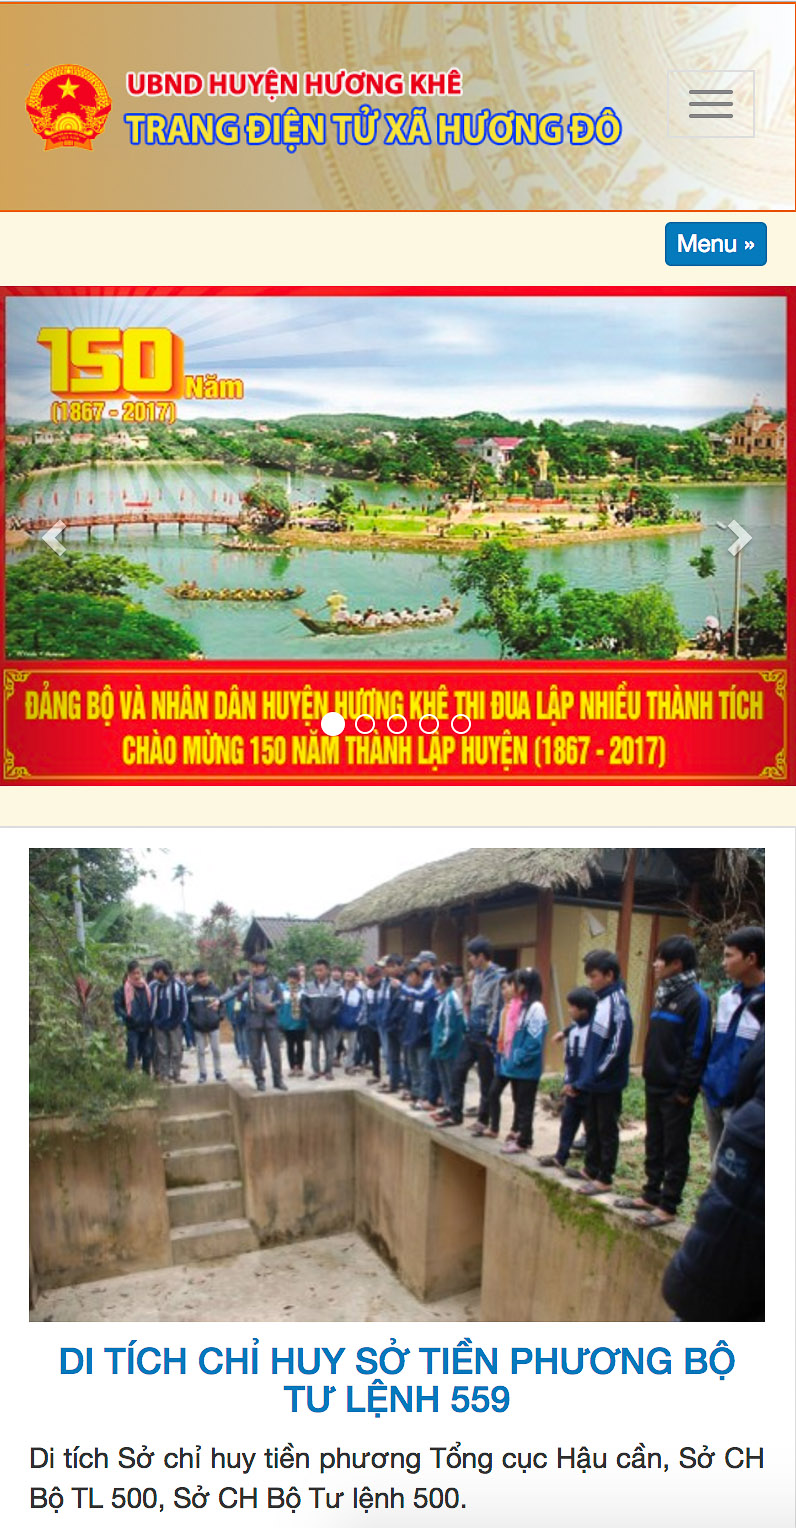 UBND HUYỆN HƯƠNG KHÊ
TRANG ĐIỆN TỬ XÃ HƯƠNG ĐÔ
Menu »
150
Năm
(1867 - 2017)
ĐẢNG BỘ VÀ NHÂN DÂN HUYỆN HƯƠNG KHÊ THI ĐUA LẬP NHIỀU THÀNH TÍCH
CHÀO MỪNG 150 NĂM THÀNH LẬP HUYỆN (1867 - 2017)
DI TÍCH CHỈ HUY SỞ TIỀN PHƯƠNG BỘ
TƯ LỆNH 559
Di tích Sở chỉ huy tiền phương Tổng cục Hậu cần, Sở CH
Bộ TL 500, Sở CH Bộ Tư lệnh 500.